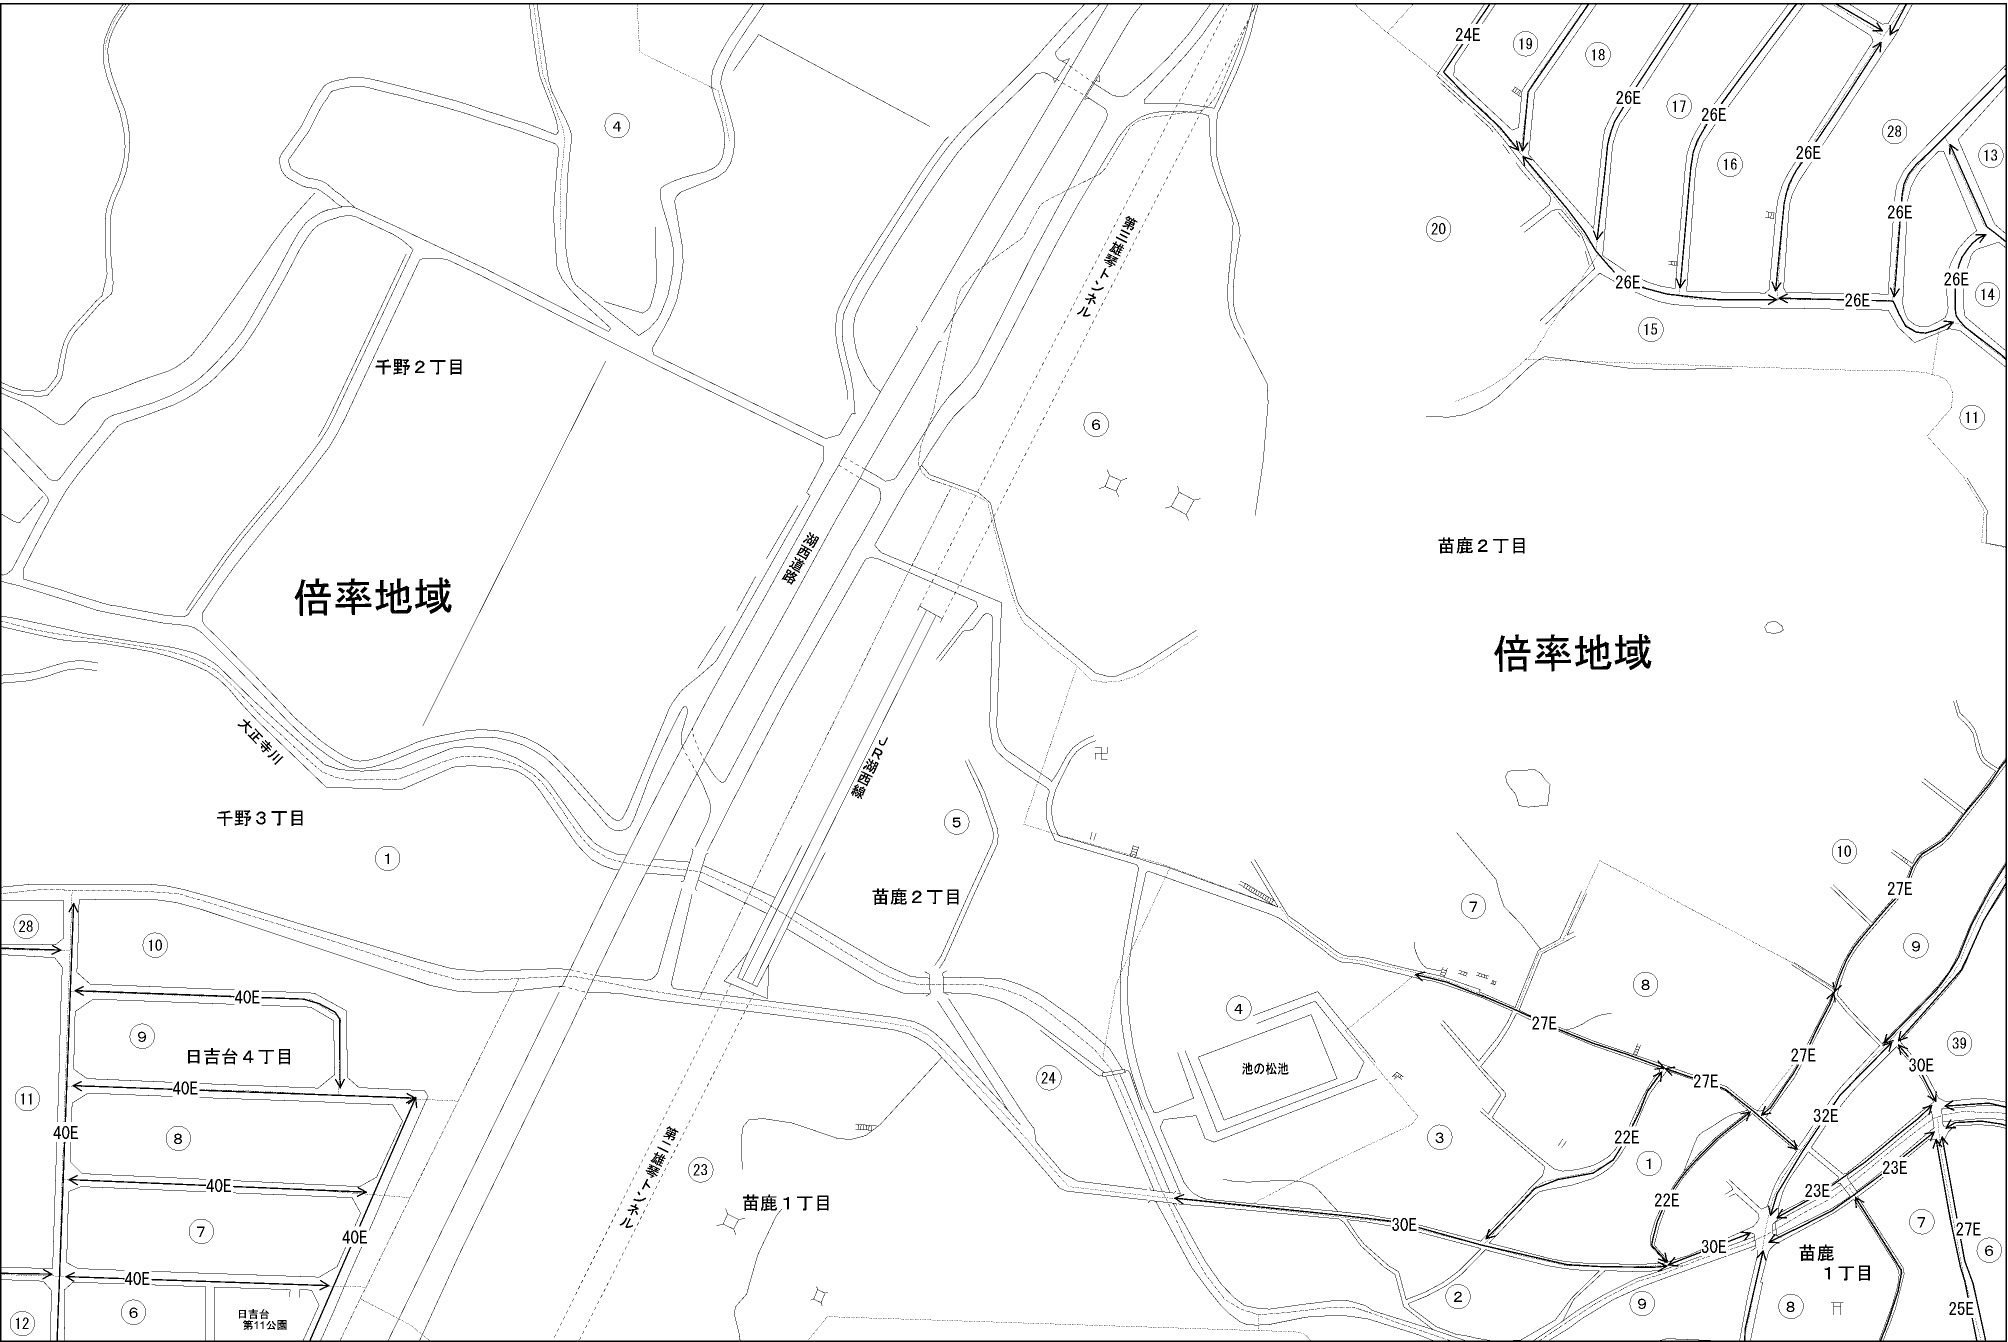 24E
19
18
4
26E
17
26E
28
26E
16
13
26E
20
第三雄琴トンネル
26E
26E
26E
14
15
千野２丁目
6
11
湖西道路
苗鹿２丁目
倍率地域
倍率地域
大正寺川
JR湖西線
千野３丁目
5
1
10
苗鹿２丁目
27E
7
28
10
9
8
40E
4
27E
9
39
日吉台４丁目
27E
30E
池の松池
24
27E
40E
11
32E
40E
8
3
22E
1
第二雄琴トンネル
23
23E
40E
23E
苗鹿１丁目
22E
7
7
30E
27E
40E
30E
6
苗鹿
１丁目
40E
2
9
8
25E
6
日吉台
第11公園
12